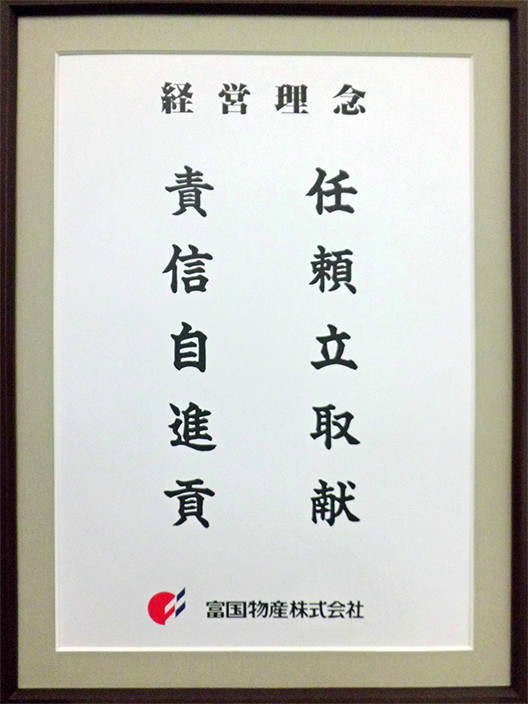 経営理念
責任
信頼
自立
進取
貢献
富国物産株式会社